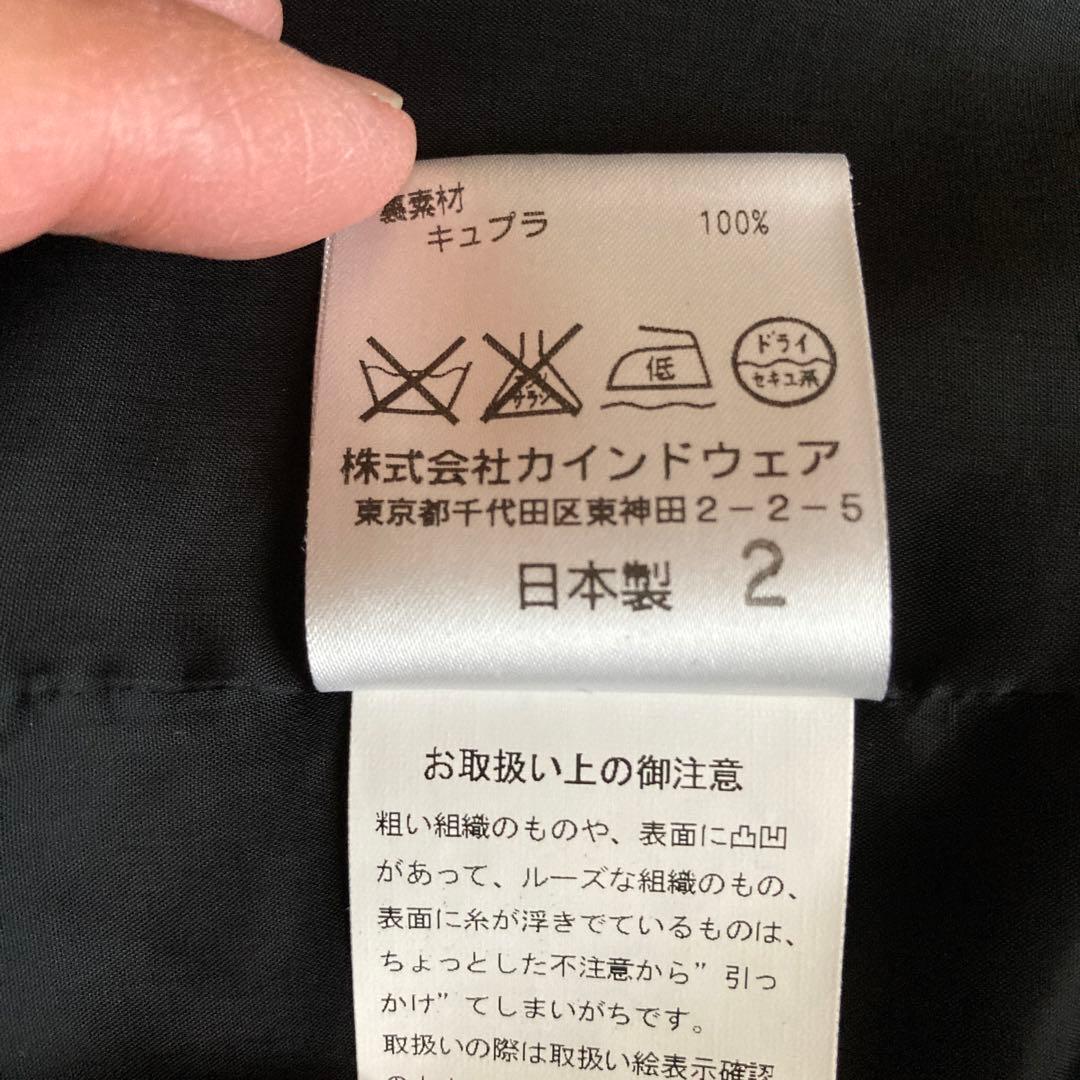 裏素材
キュプラ 100%
エンソ
サラシ
低
ドライ
セキユ系
株式会社カインドウェア
東京都千代田区東神田2-2-5
日本製 2
お取扱い上の御注意
粗い組織のものや、表面に凸凹
があって、ルーズな組織のもの、
表面に糸が浮きでているものは、
ちょっとした不注意から”引っ
かけ”てしまいがちです。
取扱いの際は取扱い絵表示確認